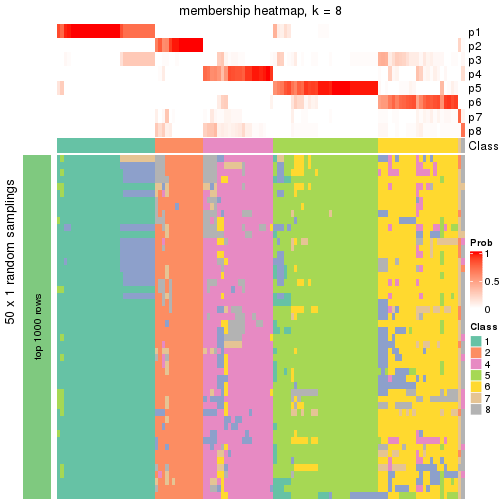 membership heatmap, k = 8
p1
p2
p3
p4
p5
p6
p7
p8
Class
50 x 1 random samplings
top 1000 rows
Prob
1
0.5
0
Class
1
2
4
5
6
7
8